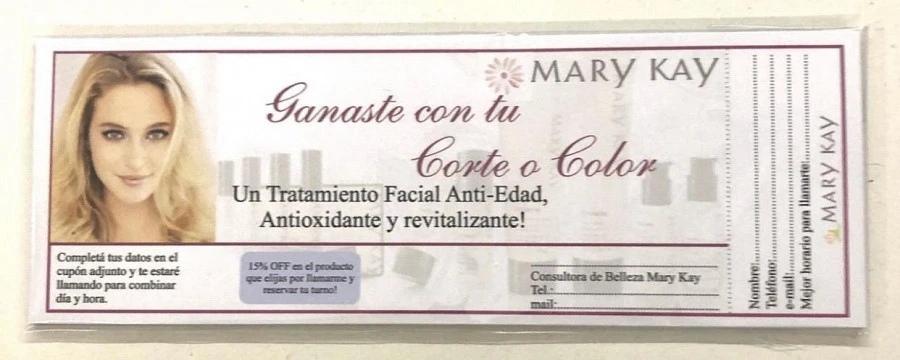 MARY KAY
Ganaste con tu
Corte o Color
Un Tratamiento Facial Anti-Edad,
Antioxidante y revitalizante!
Completá tus datos en el
cupón adjunto y te estaré
llamando para combinar
día y hora.
15% OFF en el producto
que elijas por llamarme y
reservar tu turno!
Consultora de Belleza Mary Kay
Tel.:
mail:
Nombre:
Teléfono:
e-mail:
Mejor horario para llamarte:
MARY KAY